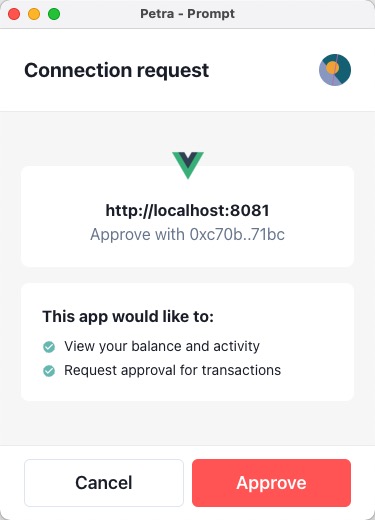 Petra - Prompt
Connection request
http://localhost:8081
Approve with 0xc70b..71bc
This app would like to:
View your balance and activity
Request approval for transactions
Cancel
Approve